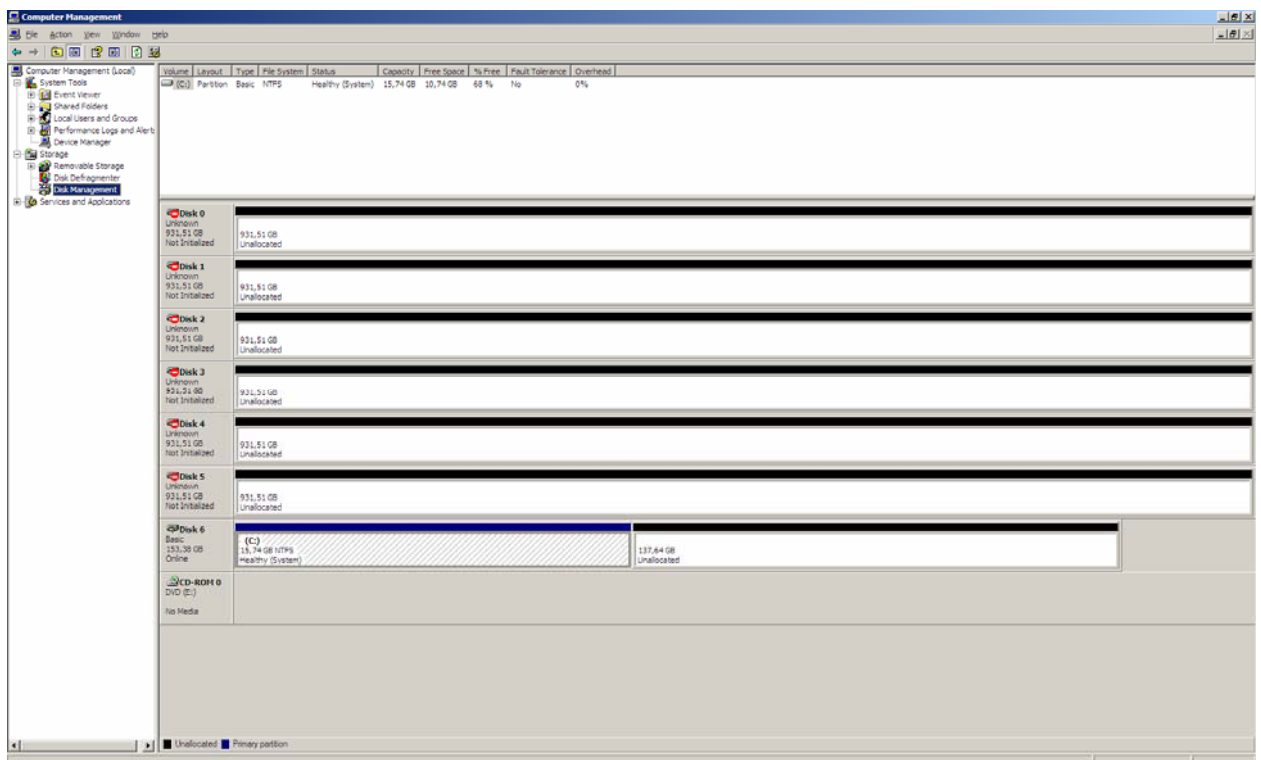 Computer Management
File Action View Window Help
Computer Management (Local)
System Tools
Event Viewer
Shared Folders
Local Users and Groups
Performance Logs and Alerts
Device Manager
Storage
Removable Storage
Disk Defragmenter
Disk Management
Services and Applications
Volume Layout Type File System Status Capacity Free Space % Free Fault Tolerance Overhead
(C:) Partition Basic NTFS Healthy (System) 15,74 GB 10,74 GB 68 % No 0%
Disk 0
Unknown
931,51 GB
Not Initialized
931,51 GB
Unallocated
Disk 1
Unknown
931,51 GB
Not Initialized
931,51 GB
Unallocated
Disk 2
Unknown
931,51 GB
Not Initialized
931,51 GB
Unallocated
Disk 3
Unknown
931,51 GB
Not Initialized
931,51 GB
Unallocated
Disk 4
Unknown
931,51 GB
Not Initialized
931,51 GB
Unallocated
Disk 5
Unknown
931,51 GB
Not Initialized
931,51 GB
Unallocated
Disk 6
Basic
153,38 GB
Online
(C:)
15,74 GB NTFS
Healthy (System)
137,64 GB
Unallocated
CD-ROM 0
DVD (E:)
No Media
Unallocated Primary partition